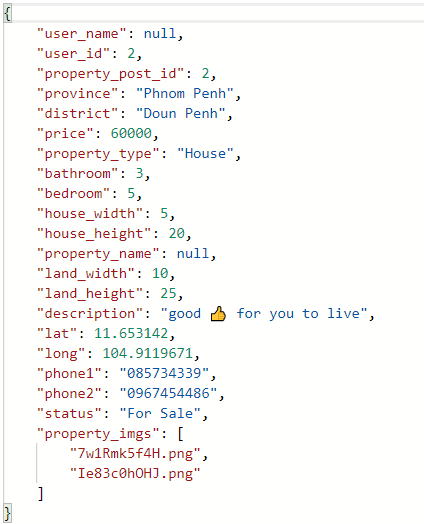 {
"user_name": null,
"user_id": 2,
"property_post_id": 2,
"province": "Phnom Penh",
"district": "Doun Penh",
"price": 60000,
"property_type": "House",
"bathroom": 3,
"bedroom": 5,
"house_width": 5,
"house_height": 20,
"property_name": null,
"land_width": 10,
"land_height": 25,
"description": "good 👍 for you to live",
"lat": 11.653142,
"long": 104.9119671,
"phone1": "085734339",
"phone2": "0967454486",
"status": "For Sale",
"property_imgs": [
"7w1Rmk5f4H.png",
"Ie83c0hOHJ.png"
]
}